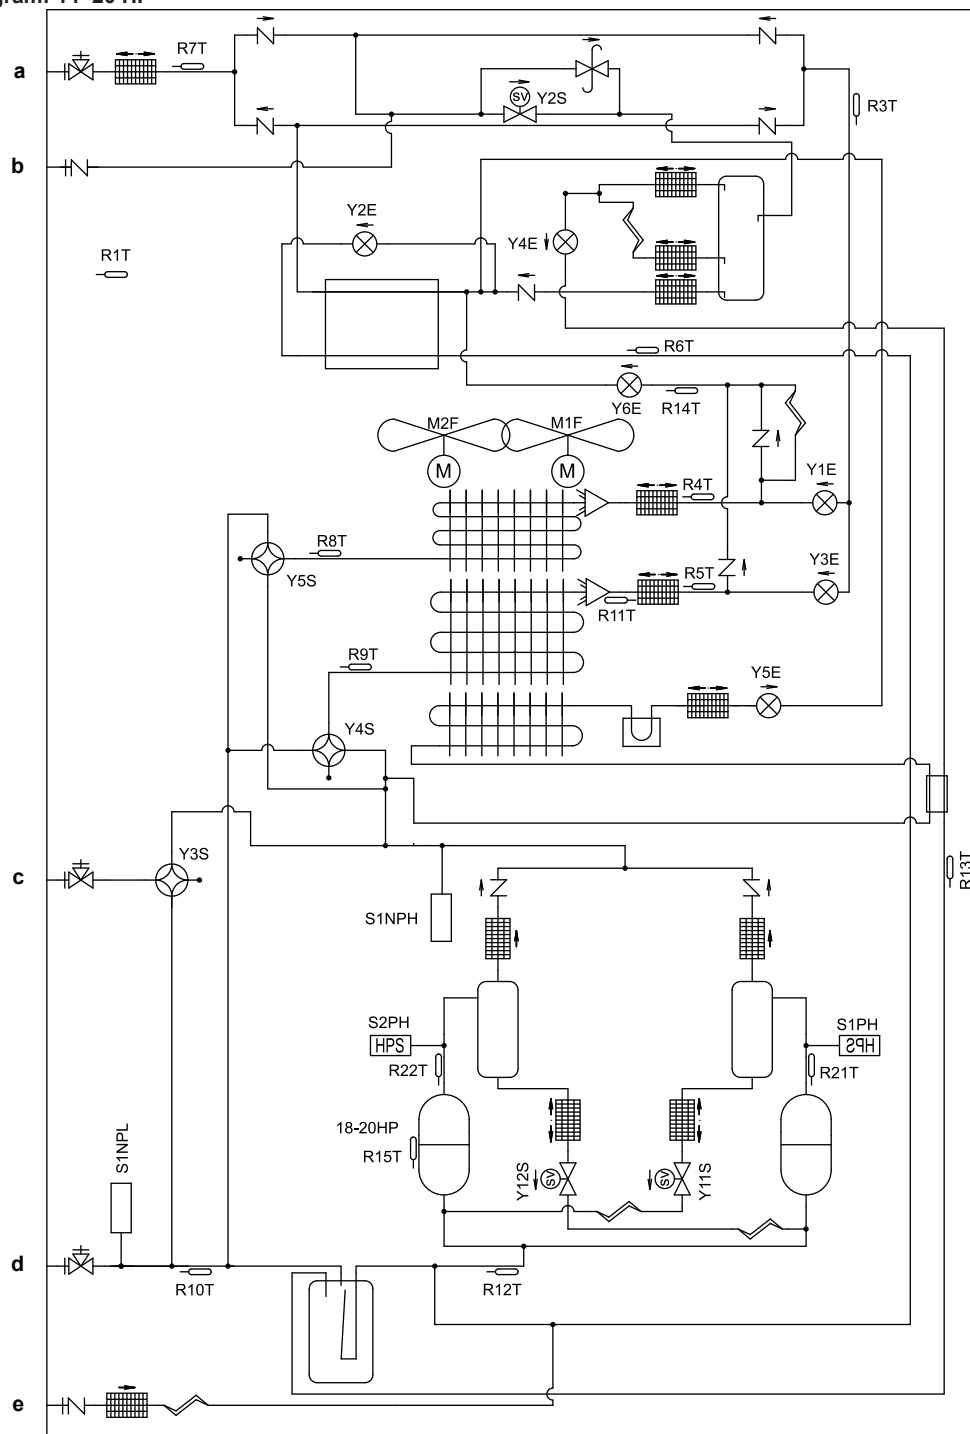 R7T
a
SV
Y2S
R3T
b
Y2E
Y4E
R1T
R6T
Y6E
R14T
M2F
M1F
M
M
R4T
Y1E
R8T
Y5S
R5T
Y3E
R11T
R9T
Y5E
Y4S
Y3S
c
R13T
S1NPH
S2PH
S1PH
HPS
HPS
R22T
R21T
18-20HP
R15T
S1NPL
Y12S
SV
SV
Y11S
d
R10T
R12T
e